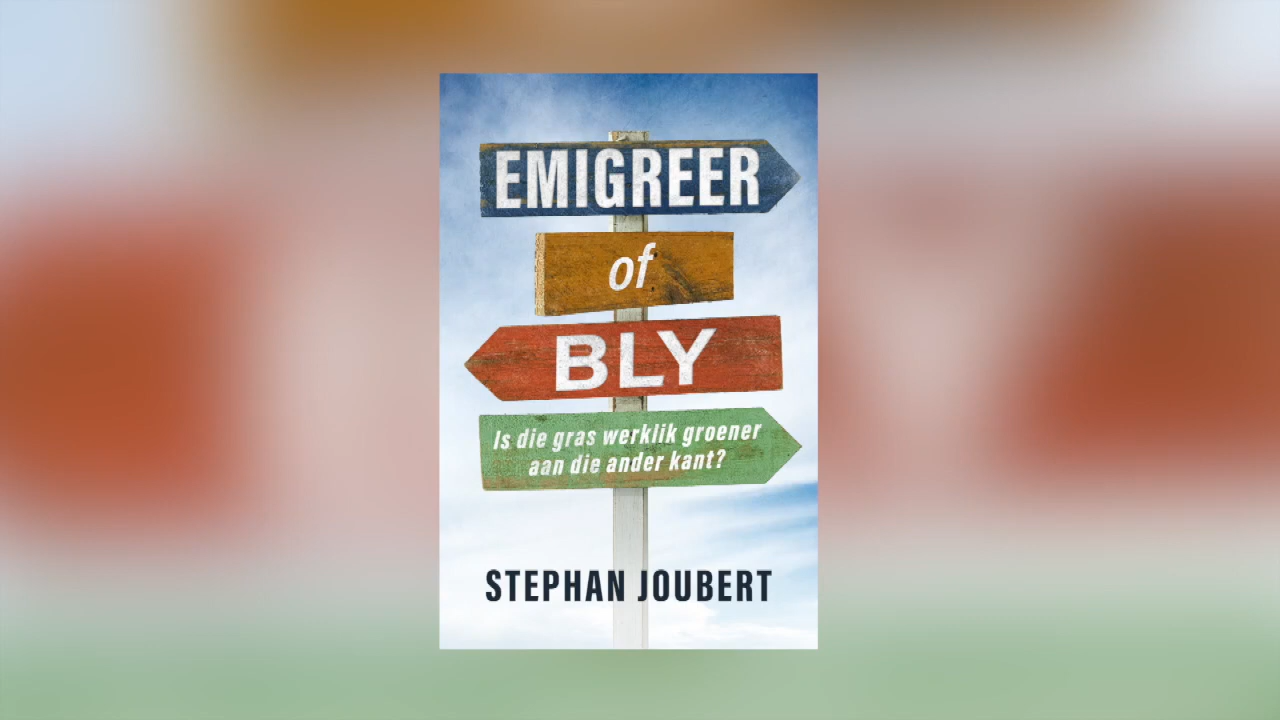 EMIGREER
of
BLY
Is die gras werklik groener
aan die ander kant?
STEPHAN JOUBERT